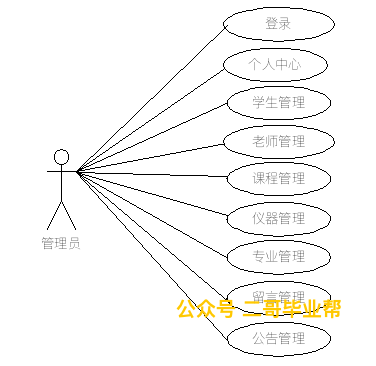 登录
个人中心
学生管理
老师管理
课程管理
仪器管理
专业管理
留言管理
公告管理
管理员
公众号 二哥毕业帮